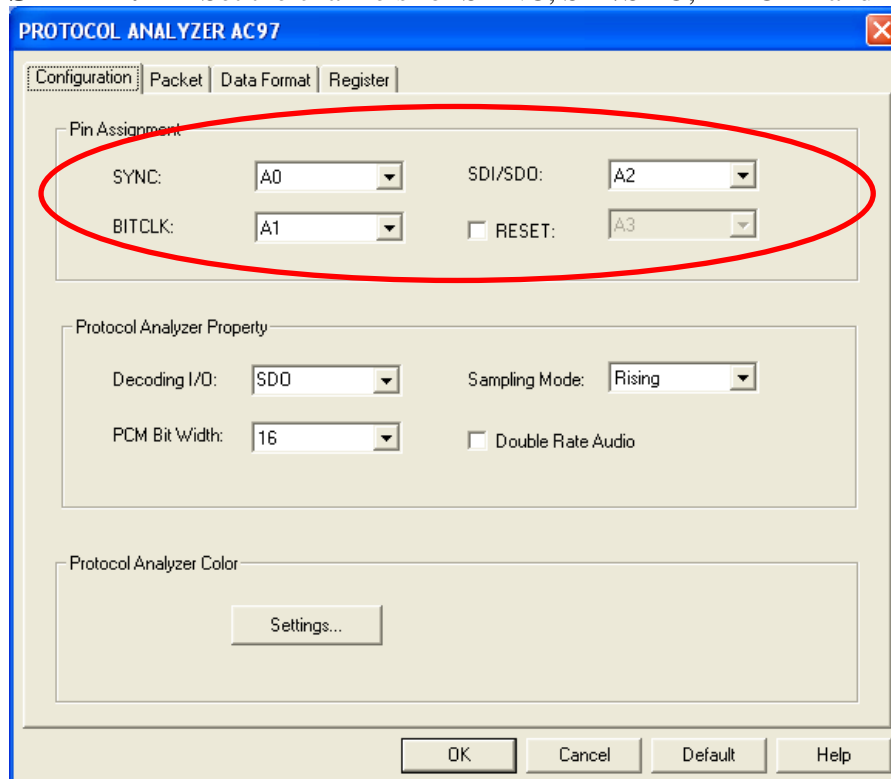 PROTOCOL ANALYZER AC97
Configuration Packet Data Format Register
Pin Assignment
SYNC: A0 SDI/SDO: A2
BITCLK: A1 RESET: A3
Protocol Analyzer Property
Decoding I/O: SDO Sampling Mode: Rising
PCM Bit Width: 16 Double Rate Audio
Protocol Analyzer Color
Settings...
OK Cancel Default Help